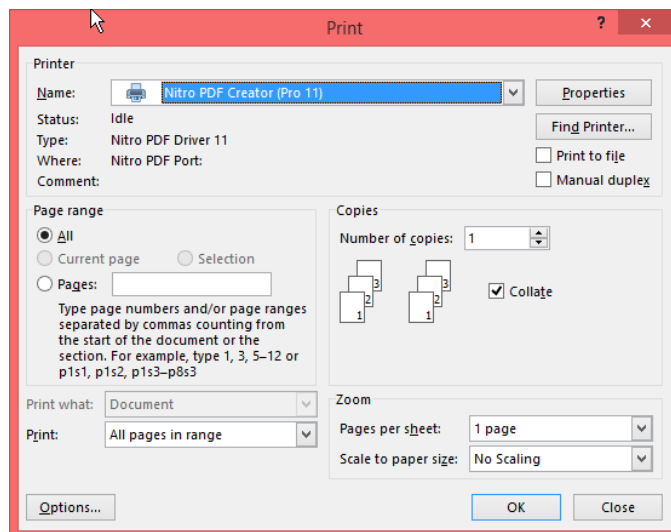 Print
?
Printer
Name: Nitro PDF Creator (Pro 11)
Properties
Status: Idle
Find Printer...
Type: Nitro PDF Driver 11
Where: Nitro PDF Port:
Print to file
Comment:
Manual duplex
Page range
All
Current page
Selection
Pages:
Type page numbers and/or page ranges
separated by commas counting from
the start of the document or the
section. For example, type 1, 3, 5–12 or
p1s1, p1s2, p1s3–p8s3
Copies
Number of copies: 1
3
2
1
3
2
1
Collate
Print what: Document
Print: All pages in range
Zoom
Pages per sheet: 1 page
Scale to paper size: No Scaling
Options...
OK
Close